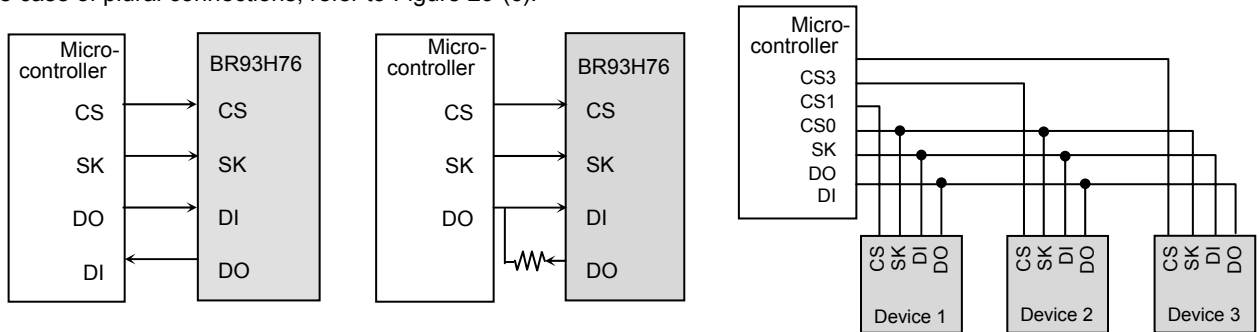 e case of plural connections, refer to Figure 29 (c).
Micro-
controller
CS
SK
DO
DI
BR93H76
CS
SK
DI
DO
Micro-
controller
CS
SK
DO
BR93H76
CS
SK
DI
DO
Micro-
controller
CS3
CS1
CS0
SK
DO
DI
CS
SK
DI
DO
Device 1
CS
SK
DI
DO
Device 2
CS
SK
DI
DO
Device 3